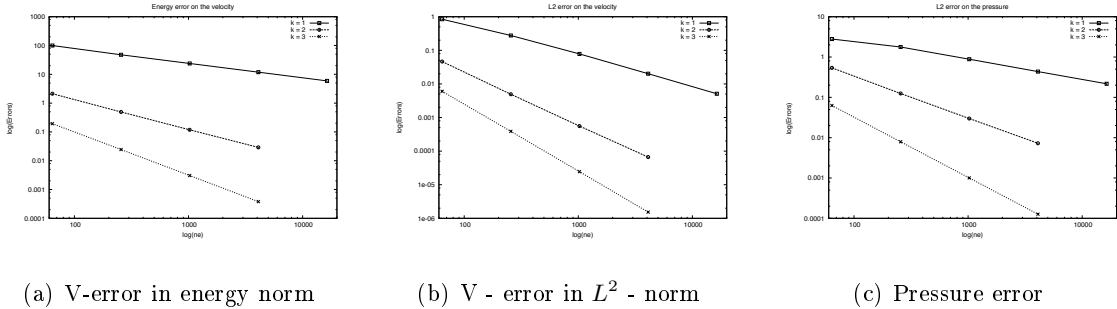 Energy error on the velocity
k = 1
k = 2
k = 3
1000
100
10
1
0.1
0.01
0.001
0.0001
log(Errors)
100
1000
10000
log(ne)
(a) V-error in energy norm
L2 error on the velocity
k = 1
k = 2
k = 3
1
0.1
0.01
0.001
0.0001
1e-05
1e-06
log(Errors)
100
1000
10000
log(ne)
(b) V - error in L² - norm
L2 error on the pressure
k = 1
k = 2
k = 3
10
1
0.1
0.01
0.001
0.0001
log(Errors)
100
1000
10000
log(ne)
(c) Pressure error